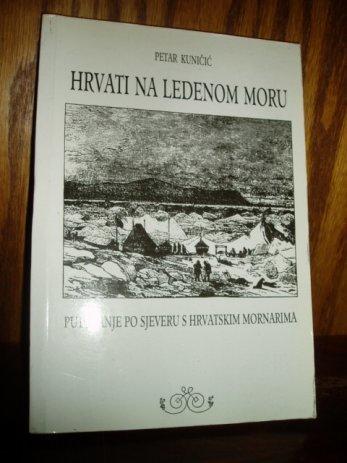 PETAR KUNIČIĆ
HRVATI NA LEDENOM MORU
PUTOVANJE PO SJEVERU S HRVATSKIM MORNARIMA